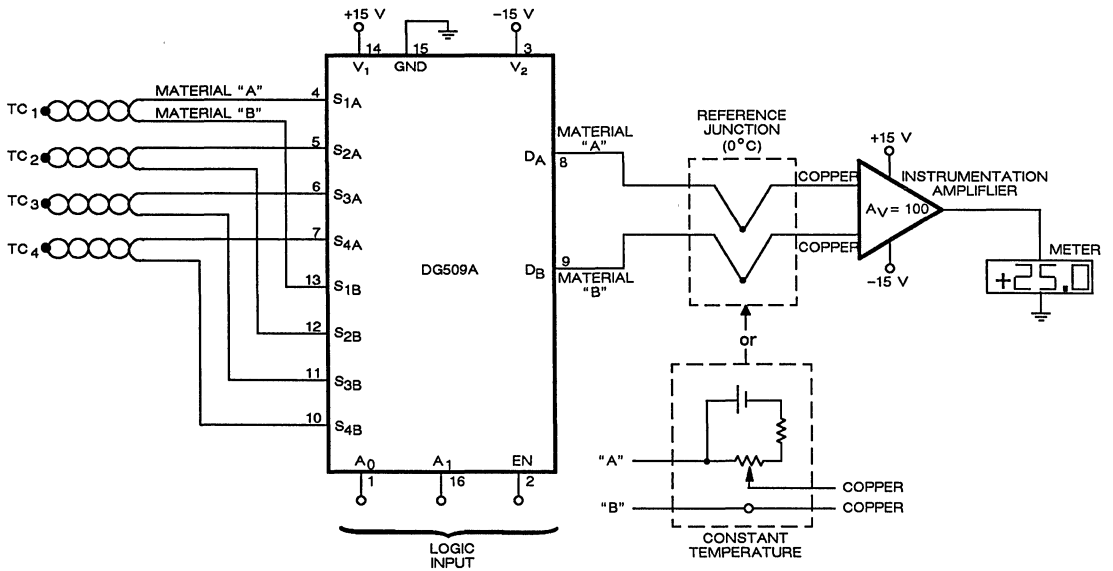 +15 V
-15 V
14
15
3
V1
GND
V2
TC1
MATERIAL "A"
4
S1A
MATERIAL "B"
TC2
5
S2A
TC3
6
S3A
TC4
7
S4A
13
S1B
12
S2B
11
S3B
10
S4B
DG509A
DA
8
MATERIAL
"A"
DB
9
MATERIAL
"B"
A0
A1
EN
1
16
2
LOGIC
INPUT
REFERENCE
JUNCTION
(0°C)
COPPER
COPPER
+15 V
INSTRUMENTATION
AMPLIFIER
AV = 100
-15 V
METER
+25.0
or
"A"
COPPER
"B"
COPPER
CONSTANT
TEMPERATURE